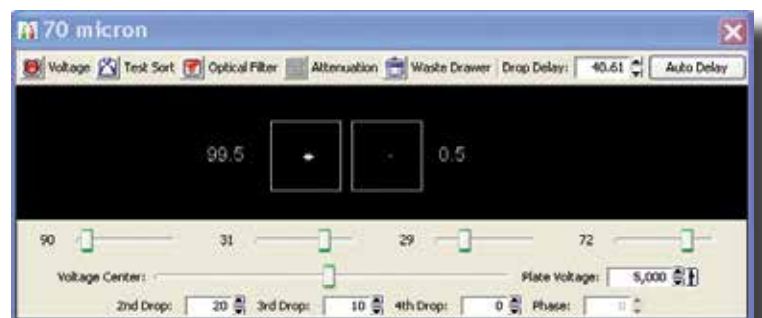 70 micron
Voltage Test Sort Optical Filter Attenuation Waste Drawer Drop Delay: 40.61 Auto Delay
99.5 0.5
90 31 29 72
Voltage Center: Plate Voltage: 5,000
2nd Drop: 20 3rd Drop: 10 4th Drop: 0 Phase: 0